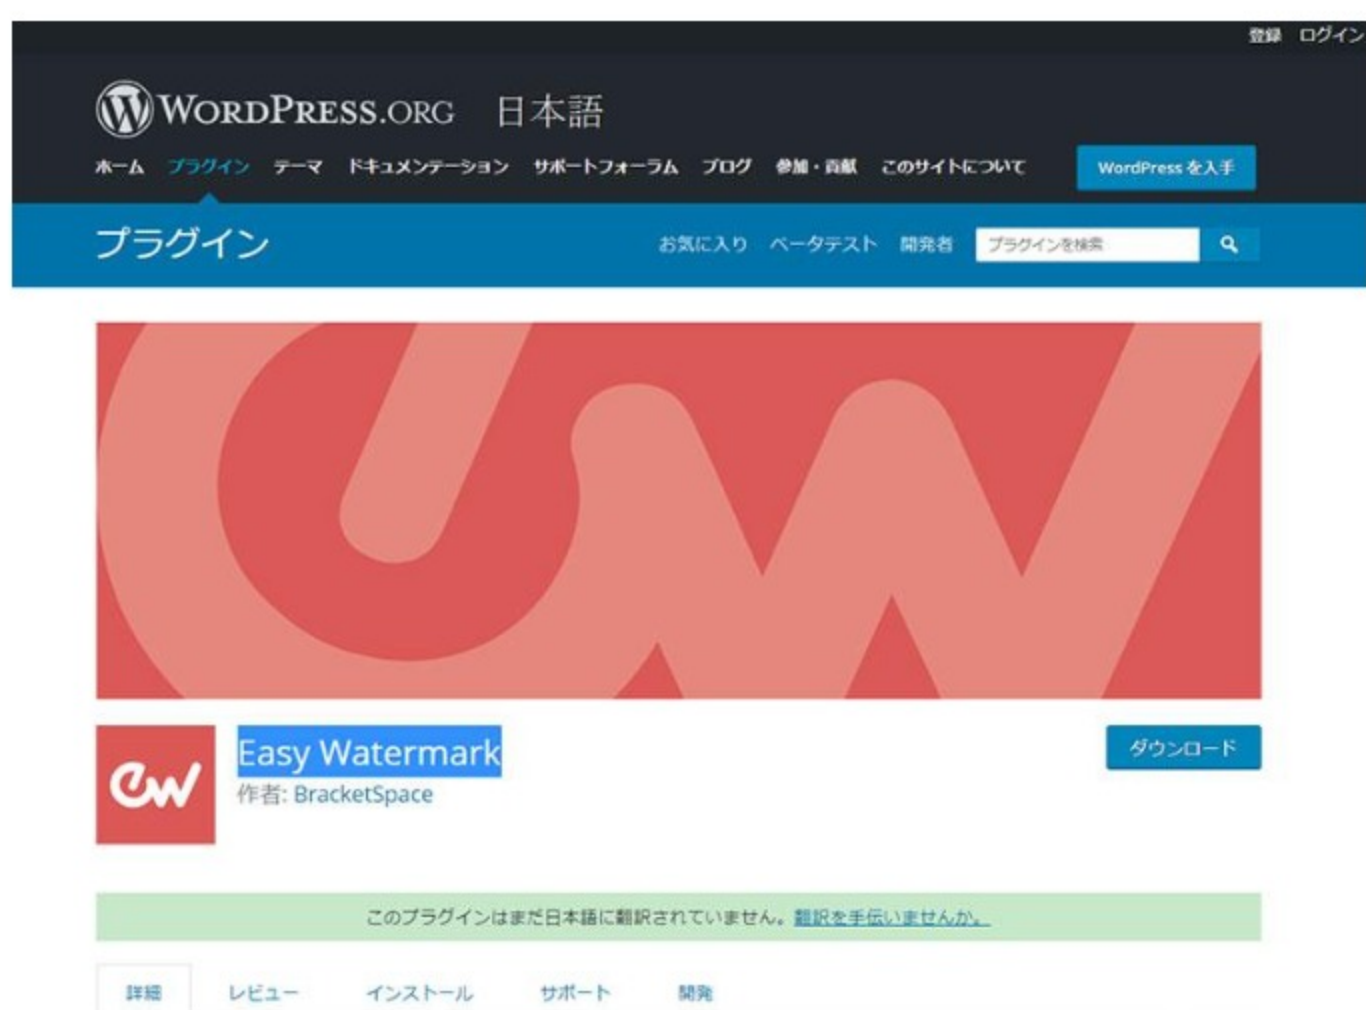 登録 ログイン
WORDPRESS.ORG 日本語
ホーム プラグイン テーマ ドキュメンテーション サポートフォーラム ブログ 参加・貢献 このサイトについて WordPress を入手
プラグイン お気に入り ベータテスト 開発者 プラグインを検索
ew
Easy Watermark ダウンロード
作者: BracketSpace
このプラグインはまだ日本語に翻訳されていません。翻訳を手伝いませんか。
詳細 レビュー インストール サポート 開発